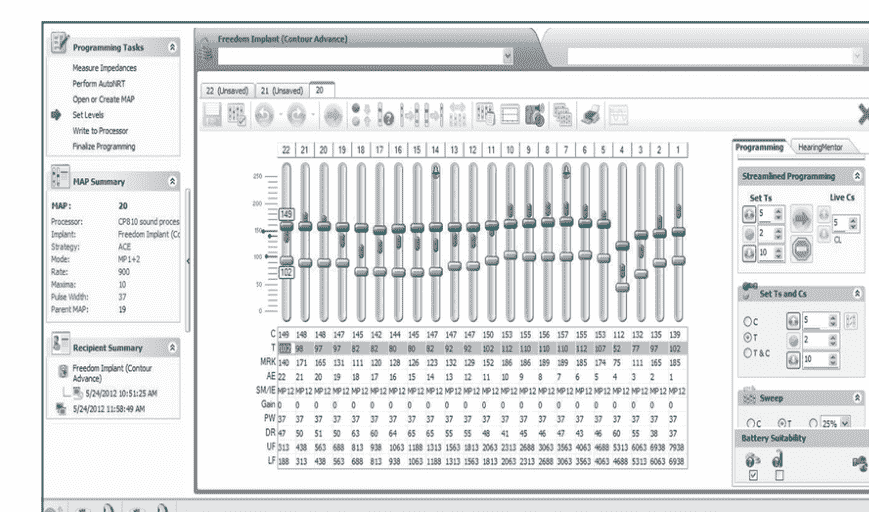 Programming Tasks
Measure Impedances
Perform AutoNRT
Open or Create MAP
Set Levels
Write to Processor
Finalize Programming
MAP Summary
MAP: 20
Processor: CP810 sound proces
Implant: Freedom Implant (Co
Strategy: ACE
Mode: MP1+2
Rate: 900
Maxima: 10
Pulse Width: 37
Parent MAP: 19
Recipient Summary
Freedom Implant (Contour
Advance)
5/24/2012 10:51:25 AM
5/24/2012 11:58:49 AM
Freedom Implant (Contour Advance)
22 (Unsaved) 21 (Unsaved) 20
22 21 20 19 18 17 16 15 14 13 12 11 10 9 8 7 6 5 4 3 2 1
250
200
150
100
50
0
149
102
C 149 148 148 147 145 142 144 145 147 147 147 150 153 155 156 157 155 153 112 132 135 139
T 102 98 97 97 82 82 80 80 80 92 92 102 112 110 110 110 112 107 52 77 97 102
MRK 140 171 165 131 111 120 128 126 123 132 152 186 186 189 189 189 185 174 75 111 165 185
AE 22 21 20 19 18 17 16 15 14 13 12 11 10 9 8 7 6 5 4 3 2 1
SM/IE MP12 MP12 MP12 MP12 MP12 MP12 MP12 MP12 MP12 MP12 MP12 MP12 MP12 MP12 MP12 MP12 MP12 MP12 MP12 MP12 MP12 MP12
Gain 0 0 0 0 0 0 0 0 0 0 0 0 0 0 0 0 0 0 0 0 0 0
PW 37 37 37 37 37 37 37 37 37 37 37 37 37 37 37 37 37 37 37 37 37 37
DR 47 50 51 50 63 60 64 65 65 55 55 48 41 45 46 47 43 46 60 55 38 37
UF 313 438 563 688 813 938 1063 1188 1313 1563 1813 2063 2313 2688 3063 3563 4063 4688 5313 6063 6938 7938
LF 188 313 438 563 688 813 938 1063 1188 1313 1563 1813 2063 2313 2688 3063 3563 4063 4688 5313 6063 6938
Programming HearingMentor
Streamlined Programming
Set Ts Live Cs
5
2 5
10 CL
Set Ts and Cs
C 5
T 2
T & C 10
Sweep
C T 25%
Battery Suitability